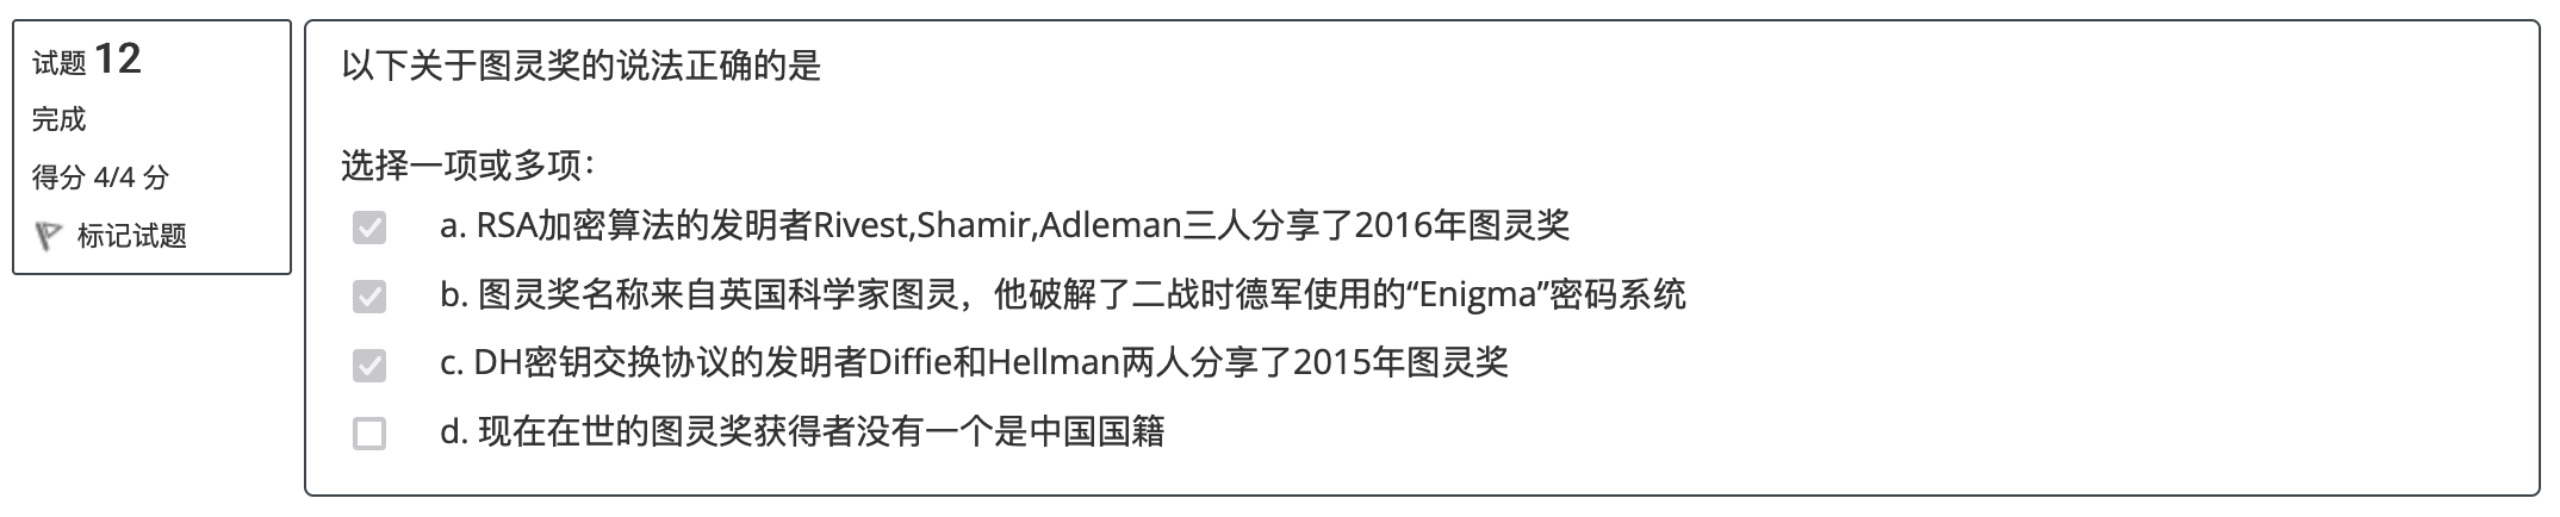 试题 12
完成
得分 4/4 分
标记试题
以下关于图灵奖的说法正确的是
选择一项或多项：
a. RSA加密算法的发明者Rivest,Shamir,Adleman三人分享了2016年图灵奖
b. 图灵奖名称来自英国科学家图灵，他破解了二战时德军使用的“Enigma”密码系统
c. DH密钥交换协议的发明者Diffie和Hellman两人分享了2015年图灵奖
d. 现在在世的图灵奖获得者没有一个是中国国籍